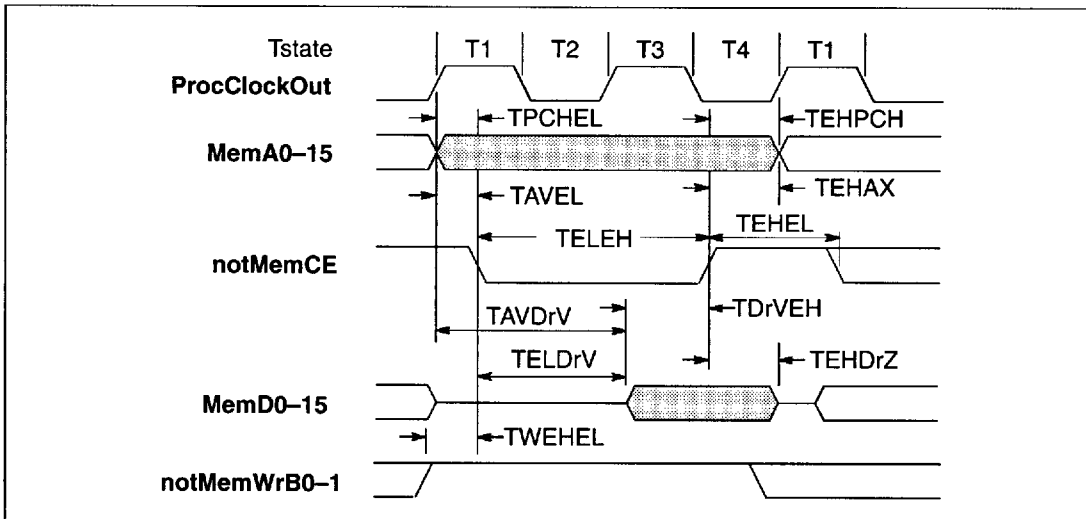 Tstate T1 T2 T3 T4 T1
ProcClockOut
TPCHEL TEHPCH
MemA0–15
TAVEL TEHAX
TELEH TEHEL
notMemCE
TAVDrV TDrVEH
TELDrV TEHDrZ
MemD0–15
TWEHEL
notMemWrB0–1